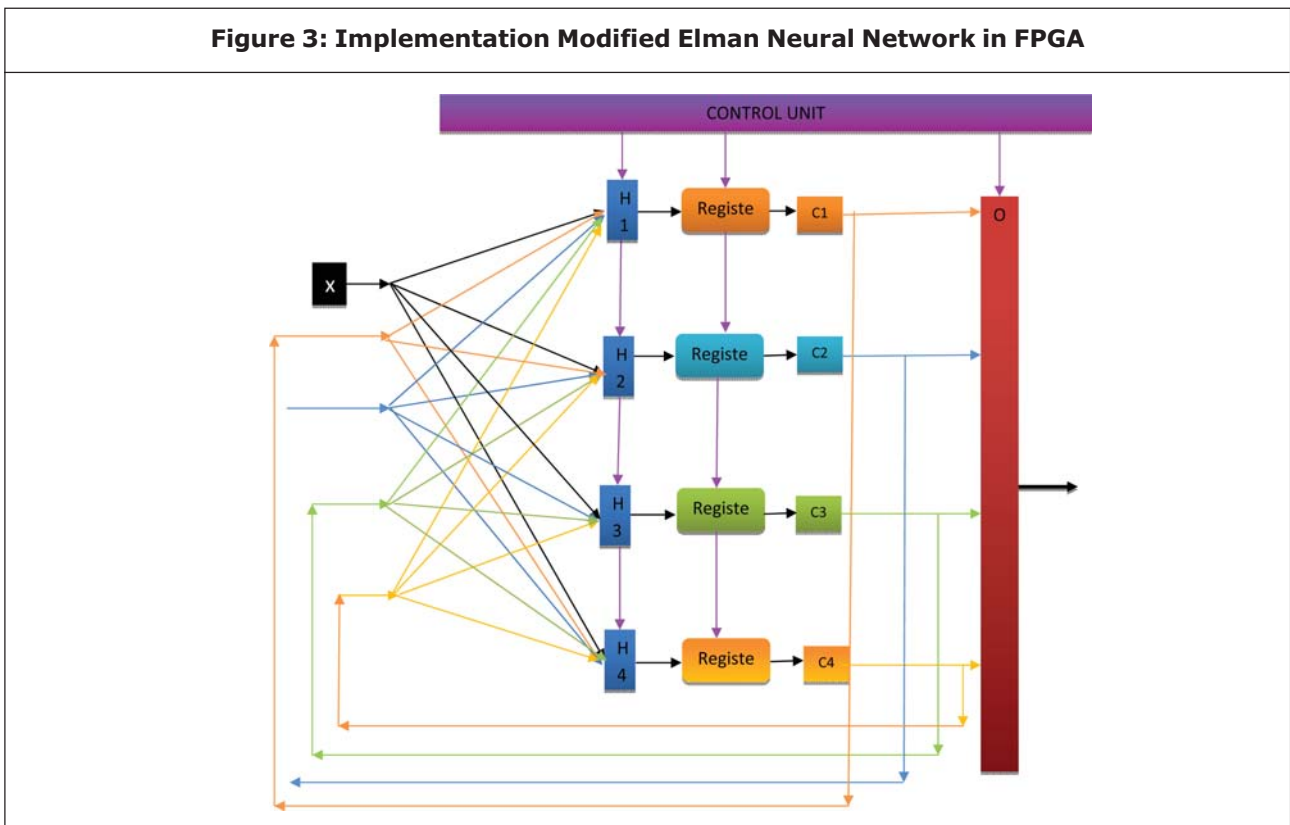 Figure 3: Implementation Modified Elman Neural Network in FPGA
CONTROL UNIT
H
1
Registe
C1
O
X
H
2
Registe
C2
H
3
Registe
C3
H
4
Registe
C4